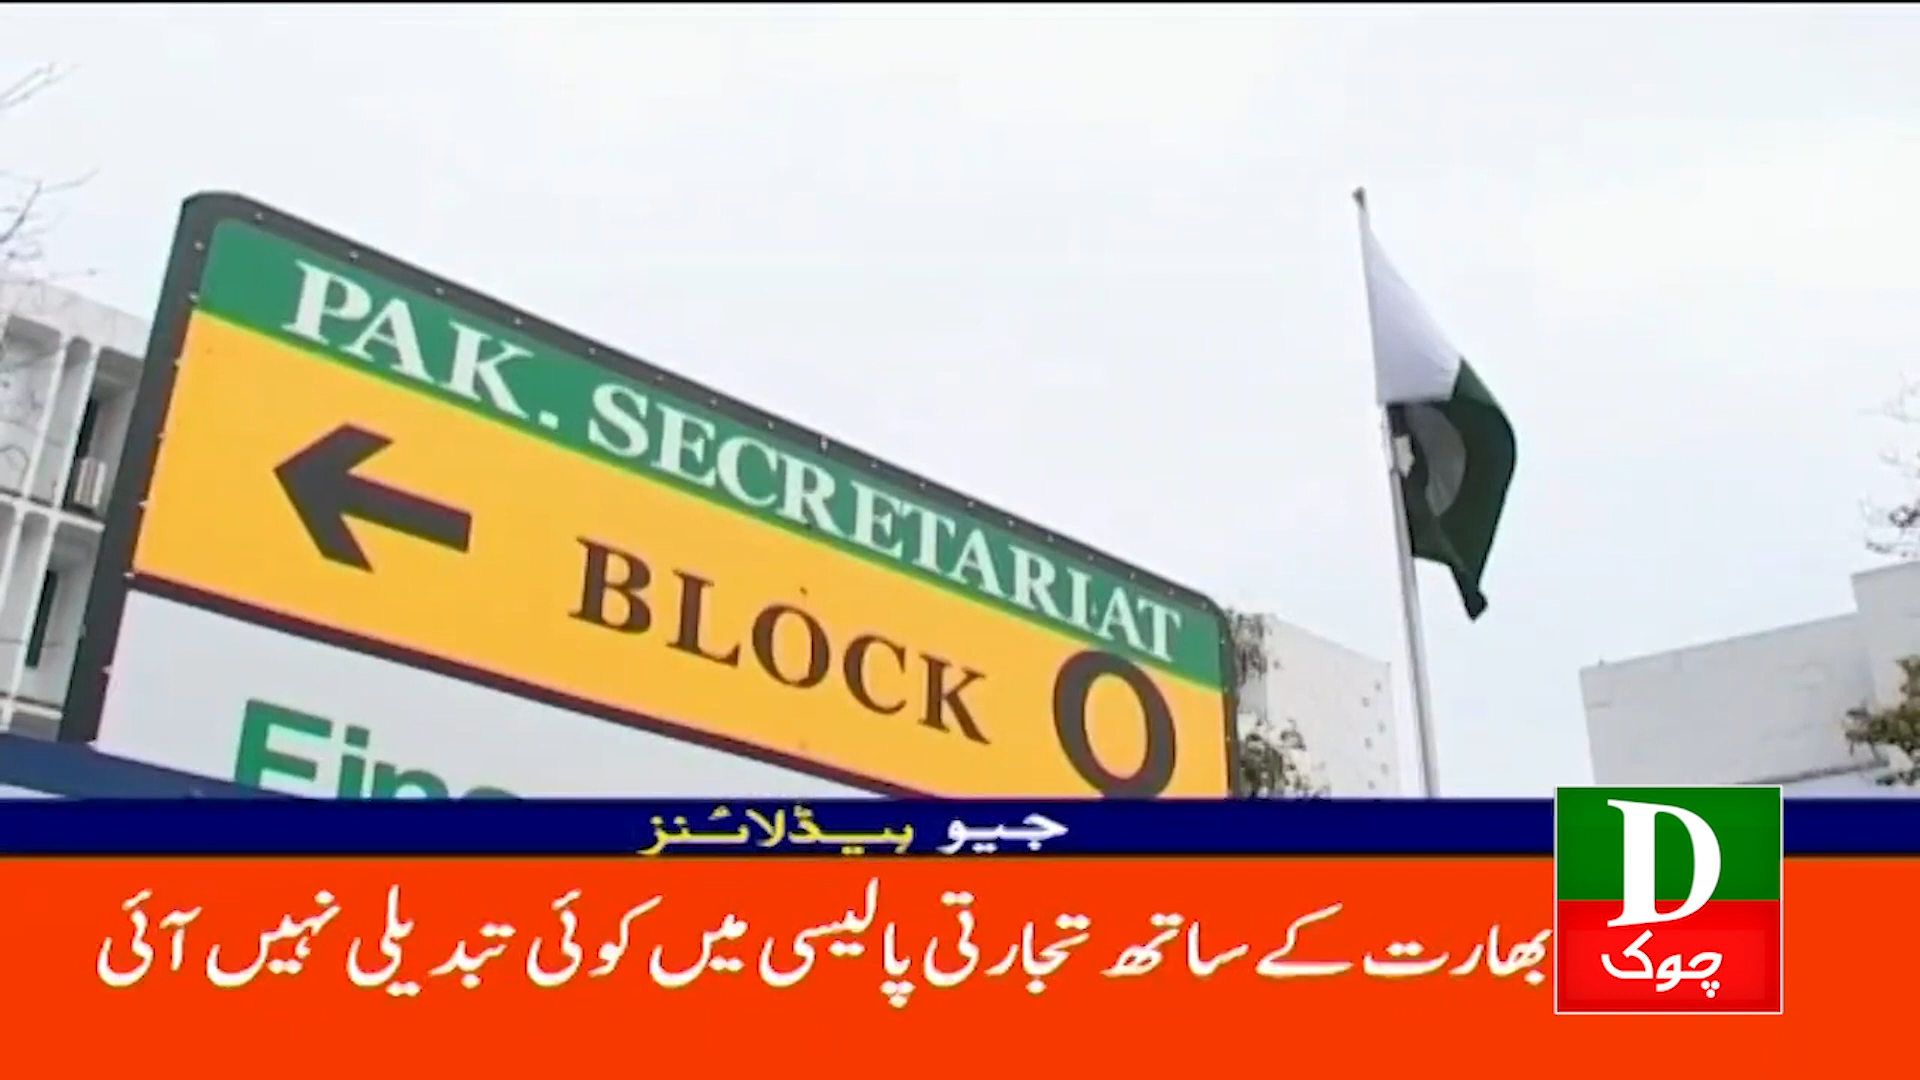 PAK. SECRETARIAT
BLOCK Q
جیو ہیڈلائنز
بھارت کے ساتھ تجارتی پالیسی میں کوئی تبدیلی نہیں آئی
D
چوک